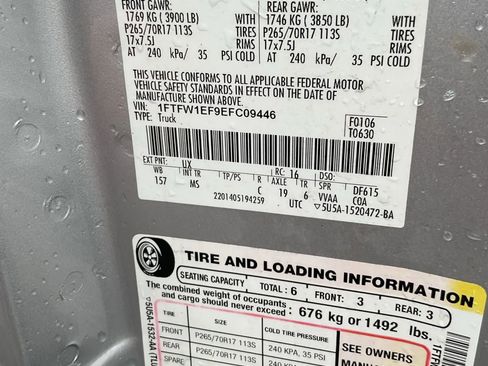 FRONT GAWR: REAR GAWR:
1769 KG (3900 LB) 1746 KG (3850 LB)
P265/70R17 113S TIRES P265/70R17 113S TIRES
17x7.5J RIMS 17x7.5J RIMS
AT 240 kPa/ 35 PSI COLD AT 240 kPa/ 35 PSI COLD
THIS VEHICLE CONFORMS TO ALL APPLICABLE FEDERAL MOTOR
VEHICLE SAFETY STANDARDS IN EFFECT ON THE DATE OF
MANUFACTURE SHOWN ABOVE.
VIN: 1FTFW1EF9EFC09446 F0106
TYPE: Truck T0630
EXT PNT: UX RC: 16 DSO:
WB INT TR TP/PS R AXLE TR SPR DF615
157 MS C 19 6 VVAA COA
2201405194259 UTC 5U5A-1520472-BA
TIRE AND LOADING INFORMATION
SEATING CAPACITY TOTAL: 6 FRONT: 3 REAR: 3
The combined weight of occupants
and cargo should never exceed: 676 kg or 1492 lbs.
TIRE SIZE COLD TIRE PRESSURE
FRONT P265/70R17 113S 240 KPA, 35 PSI SEE OWNERS
REAR P265/70R17 113S
SPARE
5U5A-1532-AA